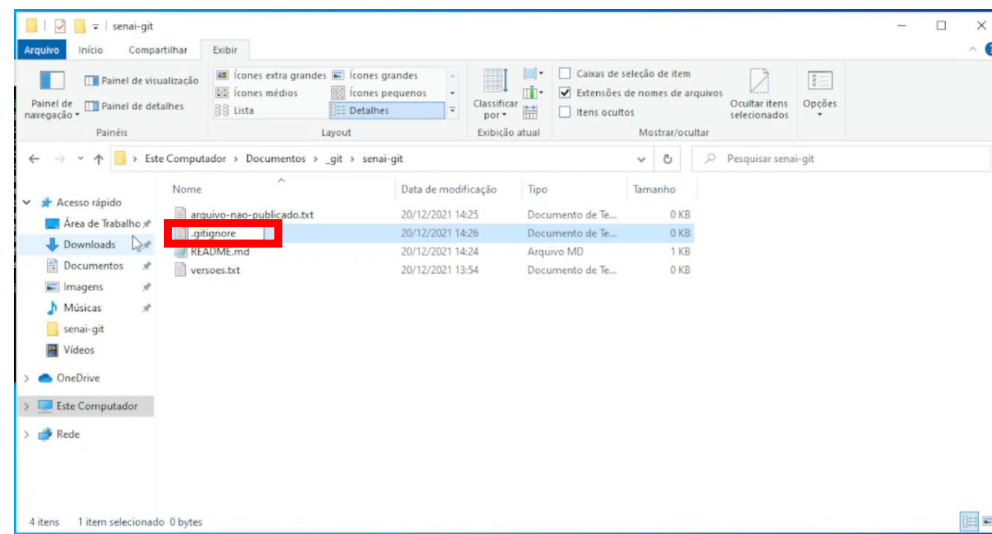 senai-git
Arquivo Início Compartilhar Exibir
Painel de navegação
Painel de visualização
Painel de detalhes
Painéis
Ícones extra grandes Ícones grandes
Ícones médios Ícones pequenos
Lista Detalhes
Layout
Classificar por
Exibição atual
Caixas de seleção de item
Extensões de nomes de arquivos
Itens ocultos
Ocultar itens selecionados
Mostrar/ocultar
Opções
Este Computador Documentos _git senai-git
Pesquisar senai-git
Acesso rápido
Área de Trabalho
Downloads
Documentos
Imagens
Músicas
senai-git
Vídeos
OneDrive
Este Computador
Rede
Nome Data de modificação Tipo Tamanho
arquivo-nao-publicado.txt 20/12/2021 14:25 Documento de Te... 0 KB
.gitignore 20/12/2021 14:26 Documento de Te... 0 KB
README.md 20/12/2021 14:24 Arquivo MD 1 KB
versoes.txt 20/12/2021 13:54 Documento de Te... 0 KB
4 itens 1 item selecionado 0 bytes